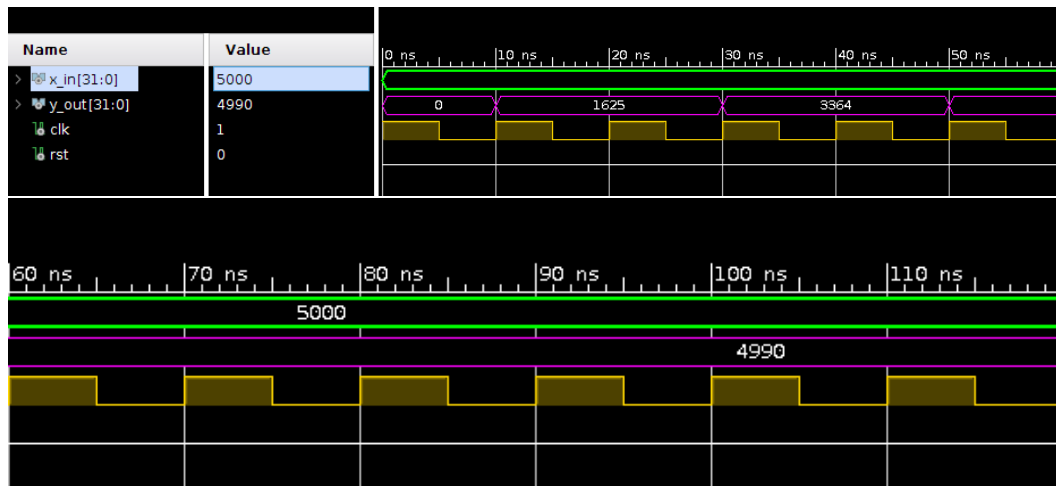 Name Value
0 ns 10 ns 20 ns 30 ns 40 ns 50 ns
x_in[31:0] 5000
y_out[31:0] 4990 0 1625 3364
clk 1
rst 0
60 ns 70 ns 80 ns 90 ns 100 ns 110 ns
5000
4990